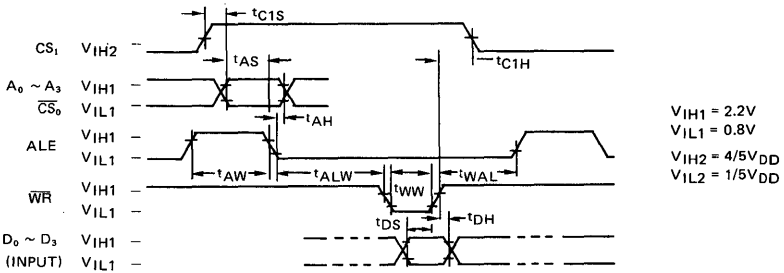 tC1S
CS1 VIH2 –
tC1H
tAS
A0 ~ A3 VIH1 –
CS0 VIL1 –
tAH
VIH1 = 2.2V
VIL1 = 0.8V
VIH2 = 4/5VDD
VIL2 = 1/5VDD
ALE VIH1 –
VIL1 –
tAW tALW tWW tWAL
WR VIH1 –
VIL1 –
tDS tDH
D0 ~ D3 VIH1 –
(INPUT) VIL1 –